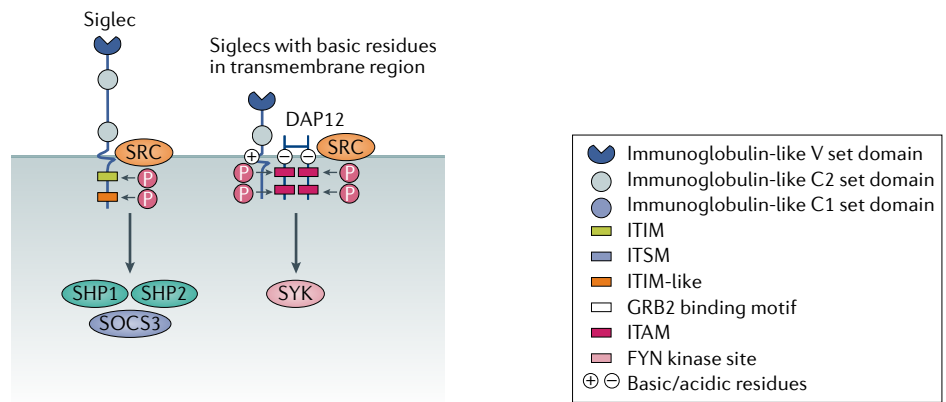 Siglec
Siglecs with basic residues
in transmembrane region
DAP12
SRC
SRC
+
−
−
P
P
P
P
P
P
SHP1
SHP2
SOCS3
SYK
Immunoglobulin-like V set domain
Immunoglobulin-like C2 set domain
Immunoglobulin-like C1 set domain
ITIM
ITSM
ITIM-like
GRB2 binding motif
ITAM
FYN kinase site
+ − Basic/acidic residues